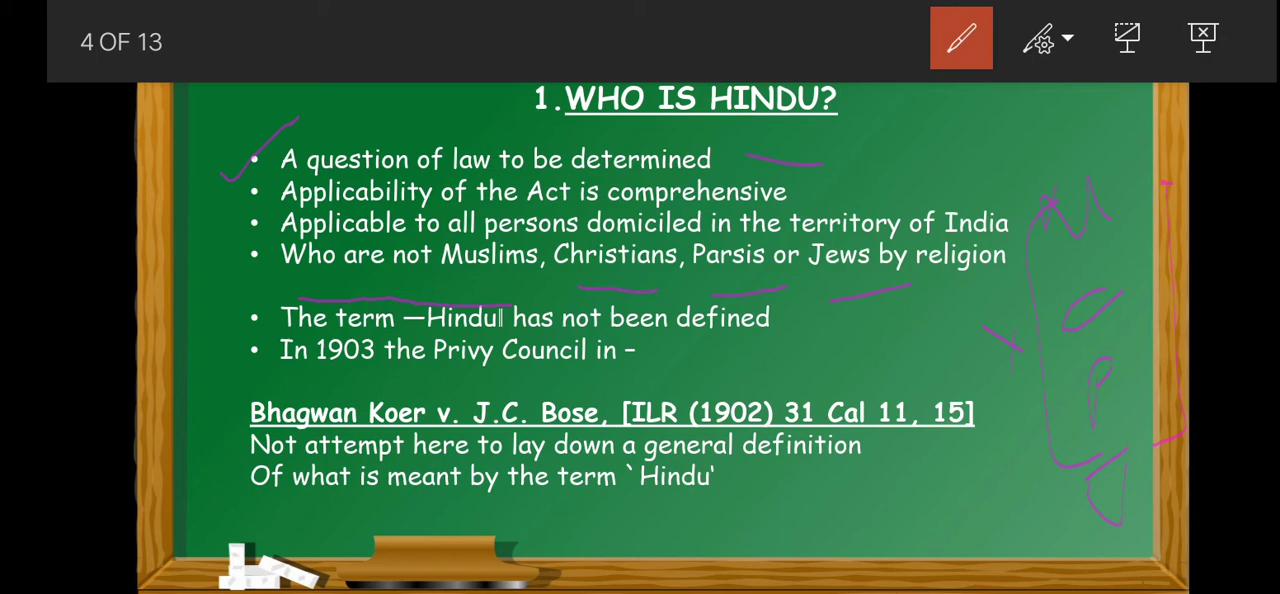 4 OF 13
1.WHO IS HINDU?
• A question of law to be determined
• Applicability of the Act is comprehensive
• Applicable to all persons domiciled in the territory of India
• Who are not Muslims, Christians, Parsis or Jews by religion
• The term ―Hindu‖ has not been defined
• In 1903 the Privy Council in –
Bhagwan Koer v. J.C. Bose, [ILR (1902) 31 Cal 11, 15]
Not attempt here to lay down a general definition
Of what is meant by the term `Hindu'
M
C
P
J